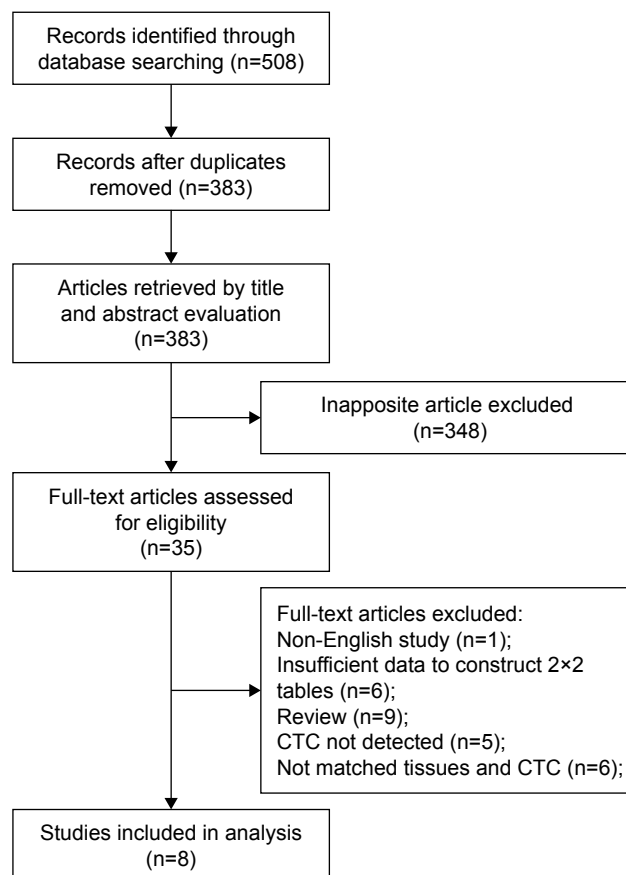 Records identified through
database searching (n=508)
Records after duplicates
removed (n=383)
Articles retrieved by title
and abstract evaluation
(n=383)
Inapposite article excluded
(n=348)
Full-text articles assessed
for eligibility
(n=35)
Full-text articles excluded:
Non-English study (n=1);
Insufficient data to construct 2×2
tables (n=6);
Review (n=9);
CTC not detected (n=5);
Not matched tissues and CTC (n=6);
Studies included in analysis
(n=8)